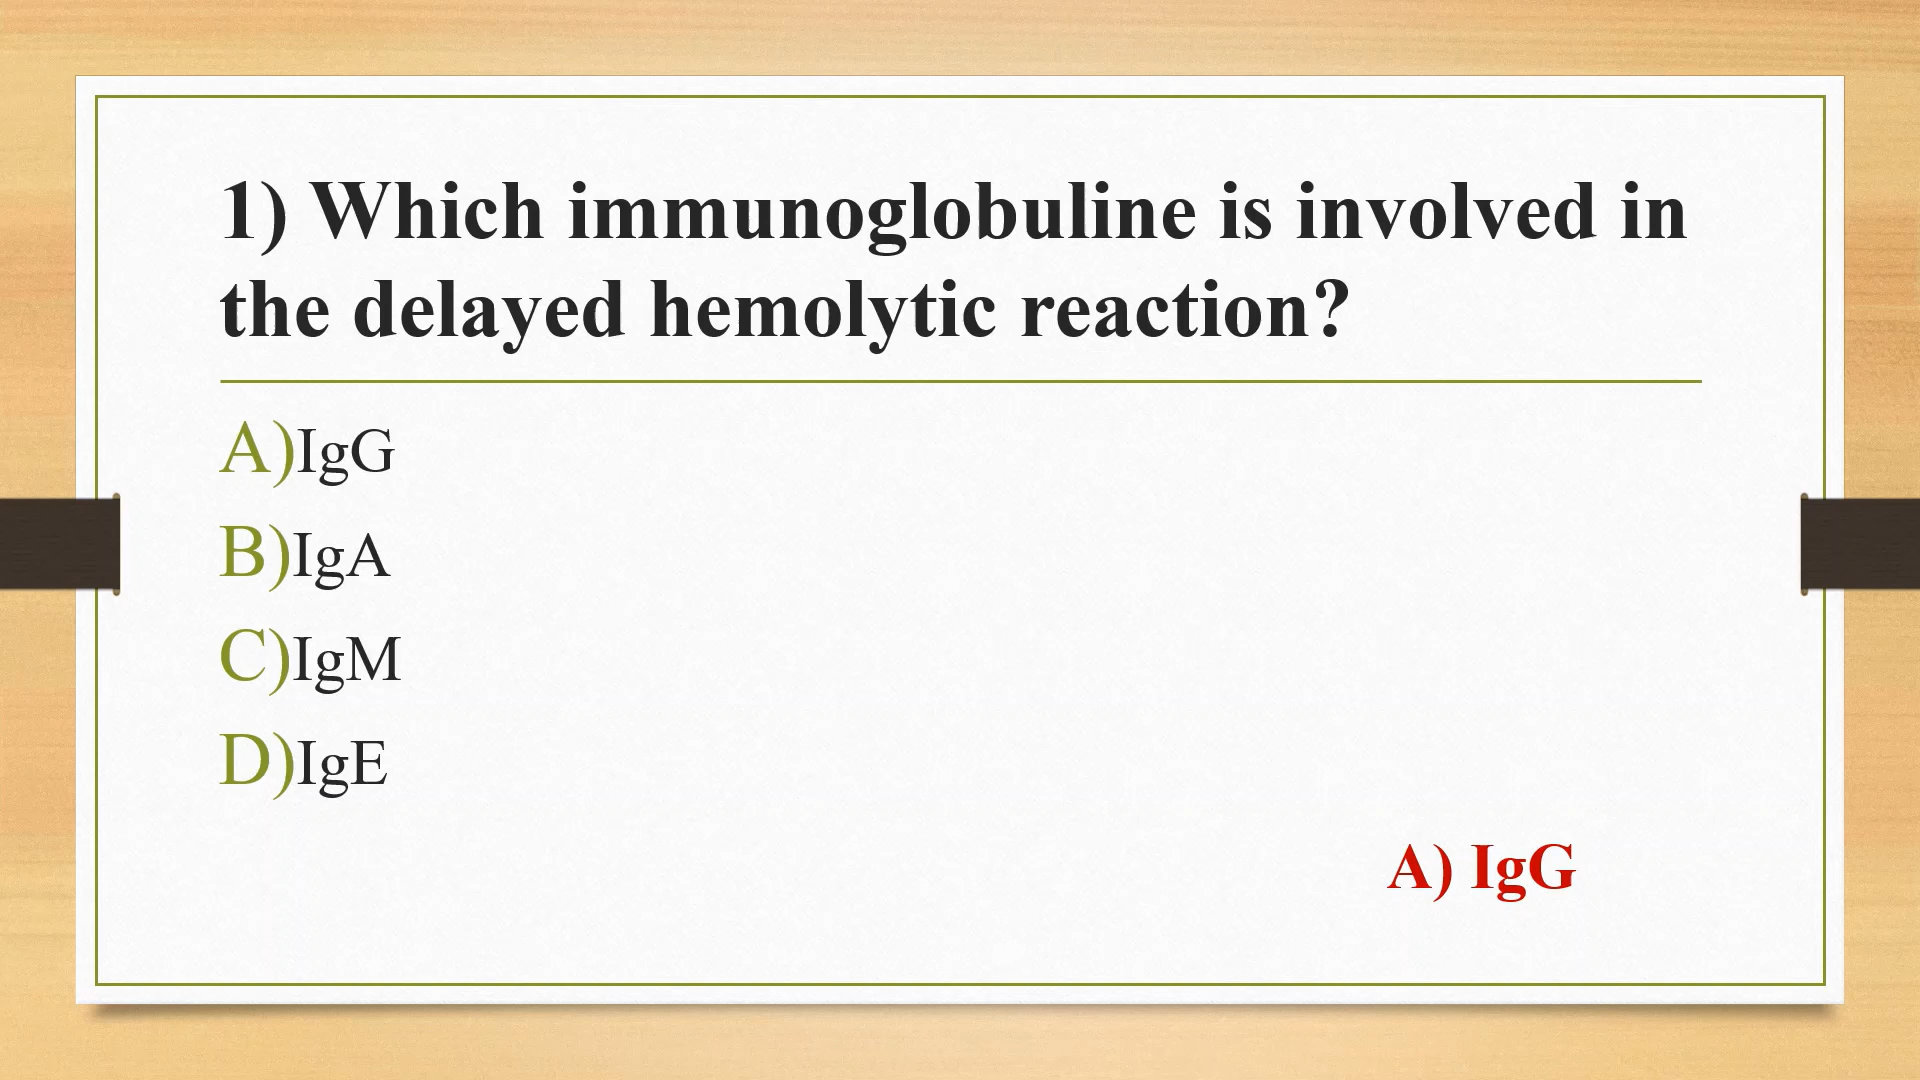 1) Which immunoglobuline is involved in
the delayed hemolytic reaction?
A)IgG
B)IgA
C)IgM
D)IgE
A) IgG